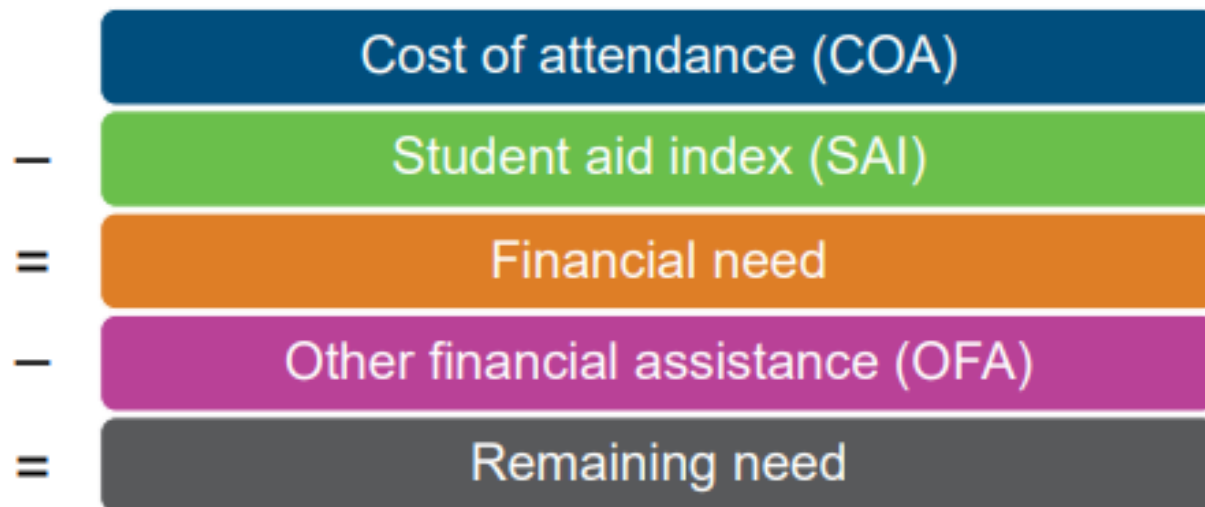 Cost of attendance (COA)
– Student aid index (SAI)
= Financial need
– Other financial assistance (OFA)
= Remaining need